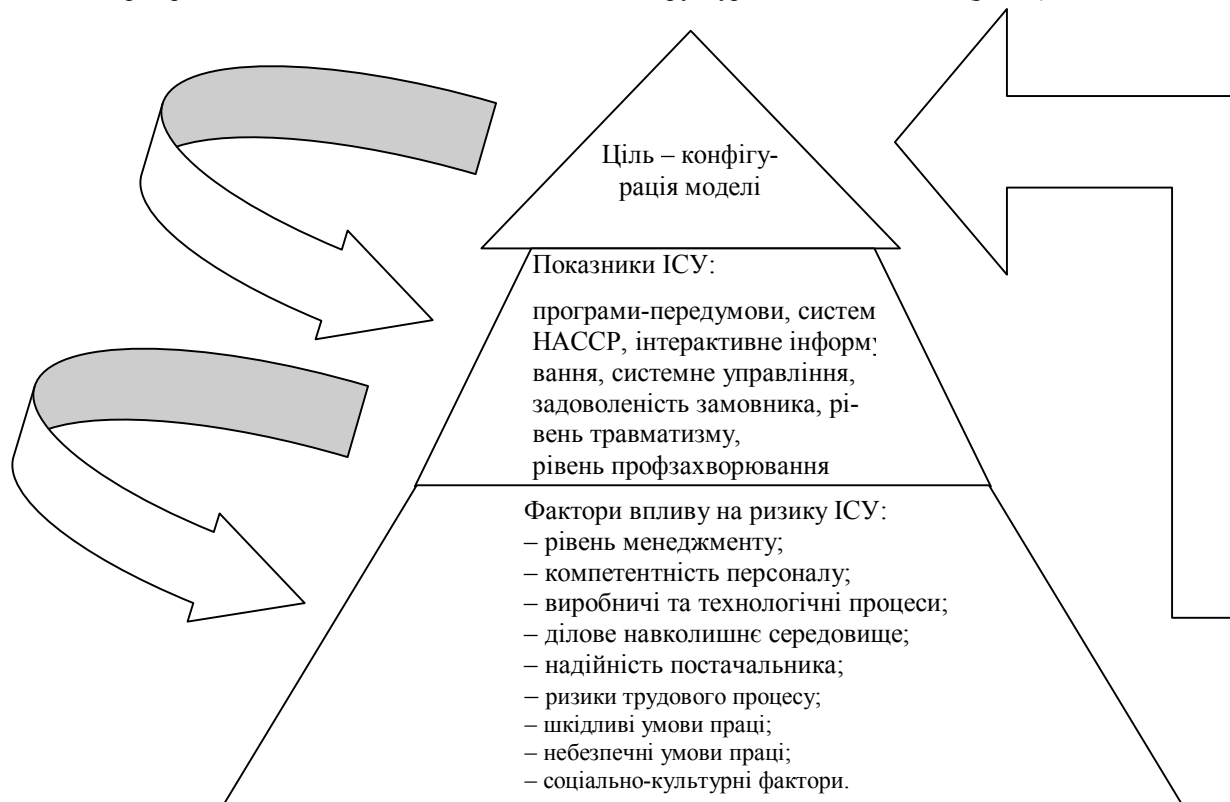 Ціль – конфігу-
рація моделі
Показники ІСУ:
програми-передумови, систем
НАССР, інтерактивне інформу
вання, системне управління,
задоволеність замовника, рі-
вень травматизму,
рівень профзахворювання
Фактори впливу на ризику ІСУ:
– рівень менеджменту;
– компетентність персоналу;
– виробничі та технологічні процеси;
– ділове навколишнє середовище;
– надійність постачальника;
– ризики трудового процесу;
– шкідливі умови праці;
– небезпечні умови праці;
– соціально-культурні фактори.